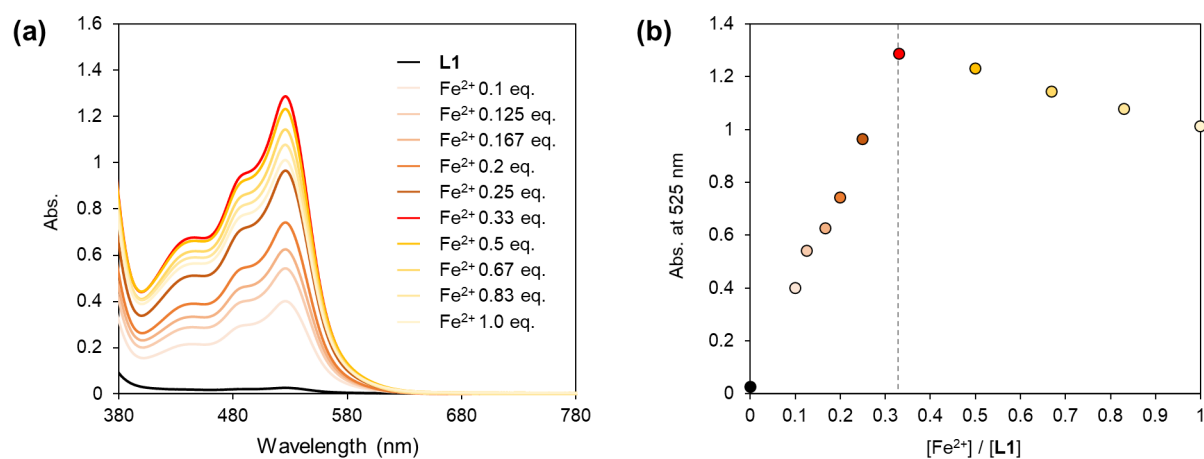 (a)
1.6
1.4
1.2
1
0.8
0.6
0.4
0.2
0
Abs.
380 480 580 680 780
Wavelength (nm)
L1
Fe²⁺ 0.1 eq.
Fe²⁺ 0.125 eq.
Fe²⁺ 0.167 eq.
Fe²⁺ 0.2 eq.
Fe²⁺ 0.25 eq.
Fe²⁺ 0.33 eq.
Fe²⁺ 0.5 eq.
Fe²⁺ 0.67 eq.
Fe²⁺ 0.83 eq.
Fe²⁺ 1.0 eq.
(b)
1.4
1.2
1
0.8
0.6
0.4
0.2
0
Abs. at 525 nm
0 0.1 0.2 0.3 0.4 0.5 0.6 0.7 0.8 0.9 1
[Fe²⁺] / [L1]